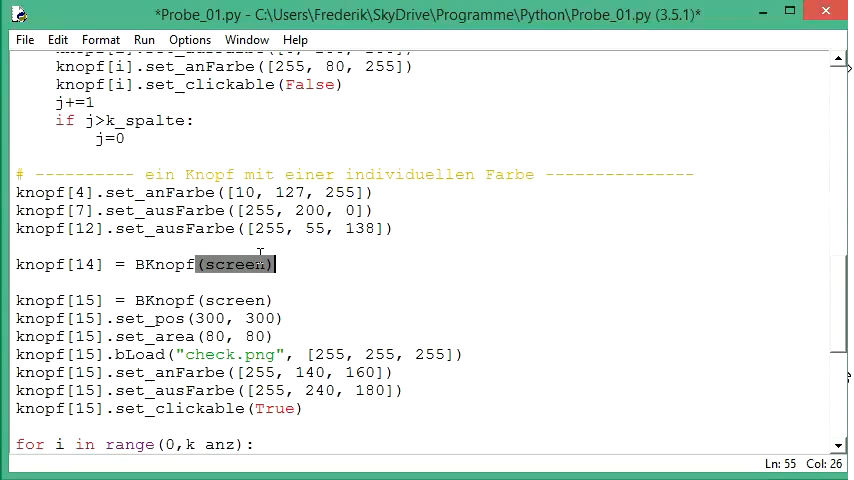 *Probe_01.py - C:\Users\Frederik\SkyDrive\Programme\Python\Probe_01.py (3.5.1)*
File Edit Format Run Options Window Help
knopf[i].set_anFarbe([255, 80, 255])
knopf[i].set_clickable(False)
j+=1
if j>k_spalte:
j=0
# ---------- ein Knopf mit einer individuellen Farbe ---------------
knopf[4].set_anFarbe([10, 127, 255])
knopf[7].set_ausFarbe([255, 200, 0])
knopf[12].set_ausFarbe([255, 55, 138])
knopf[14] = BKnopf(screen)
knopf[15] = BKnopf(screen)
knopf[15].set_pos(300, 300)
knopf[15].set_area(80, 80)
knopf[15].bLoad("check.png", [255, 255, 255])
knopf[15].set_anFarbe([255, 140, 160])
knopf[15].set_ausFarbe([255, 240, 180])
knopf[15].set_clickable(True)
for i in range(0,k anz):
Ln: 55 Col: 26